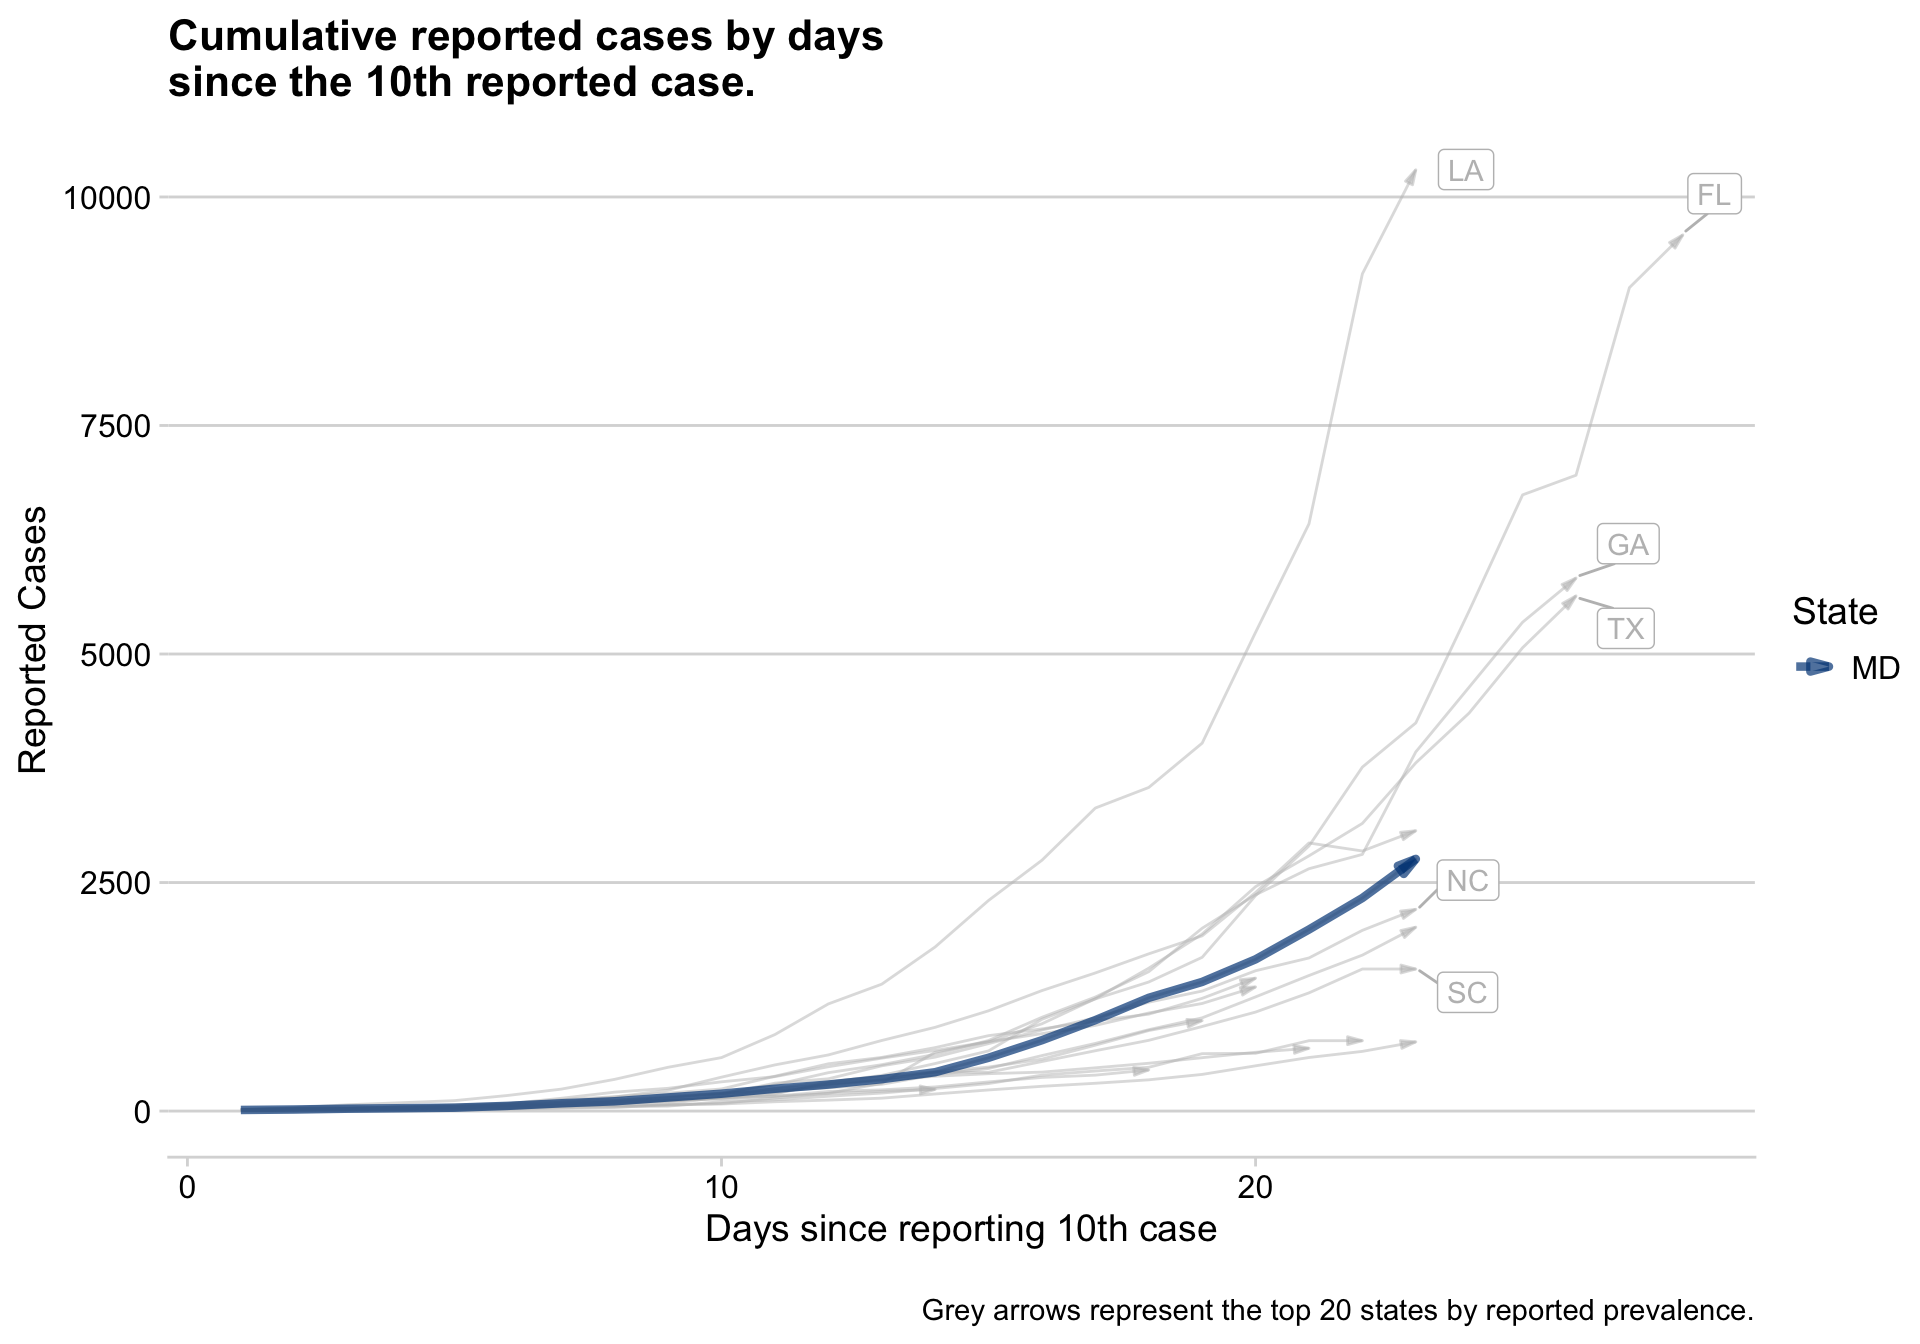 Cumulative reported cases by days
since the 10th reported case.
LA
FL
10000
7500
GA
TX
5000
State
MD
Reported Cases
NC
2500
SC
0
0 10 20
Days since reporting 10th case
Grey arrows represent the top 20 states by reported prevalence.